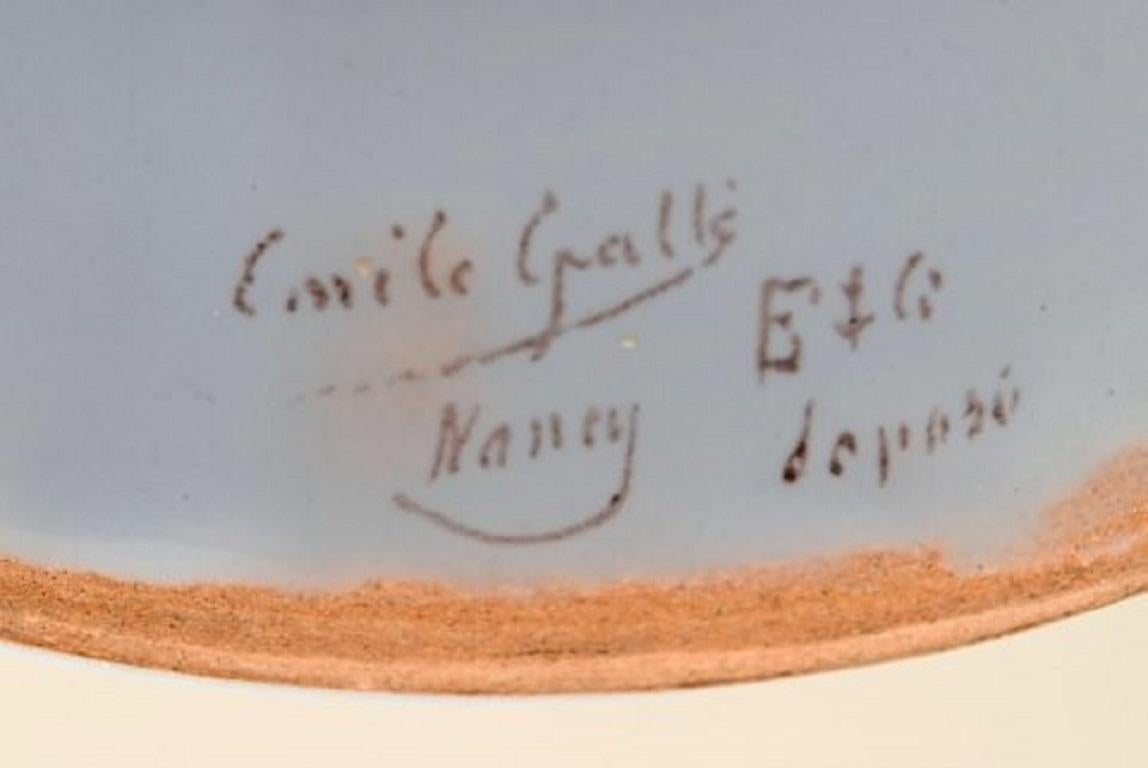 Emile Gallé
Nancy
E ‡ G
déposé